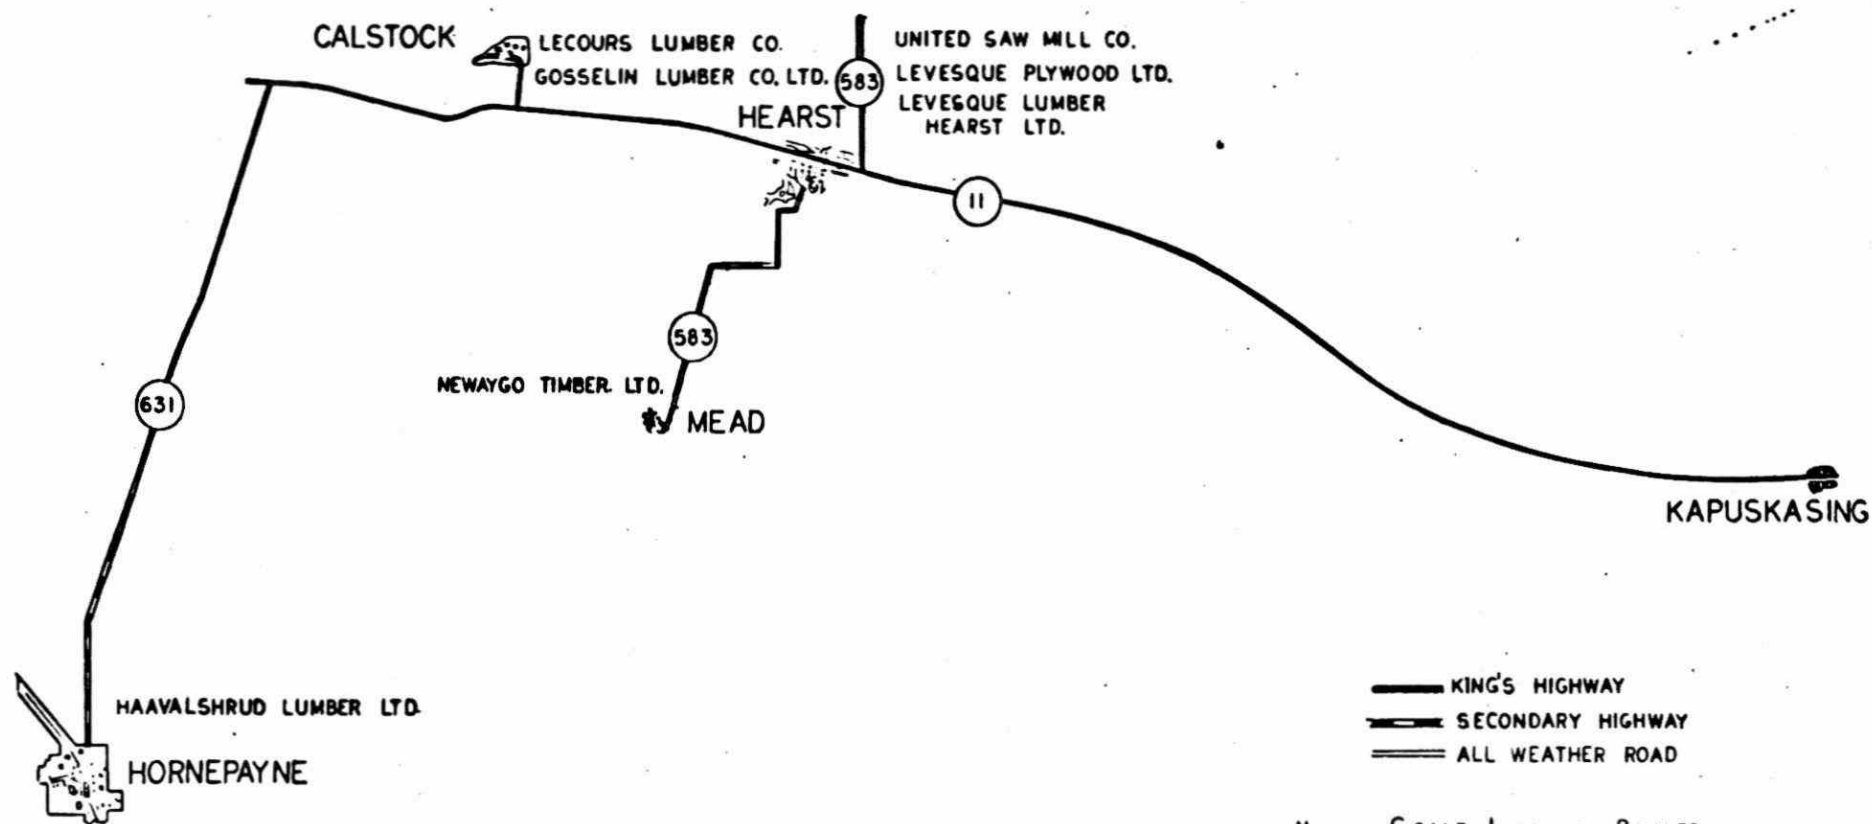 CALSTOCK
LECOURS LUMBER CO.
GOSSELIN LUMBER CO. LTD.
583
UNITED SAW MILL CO.
LEVESQUE PLYWOOD LTD.
LEVESQUE LUMBER
HEARST LTD.
HEARST
11
583
NEWAYGO TIMBER. LTD.
MEAD
631
KAPUSKASING
HAAVALSHRUD LUMBER LTD.
HORNEPAYNE
KING'S HIGHWAY
SECONDARY HIGHWAY
ALL WEATHER ROAD